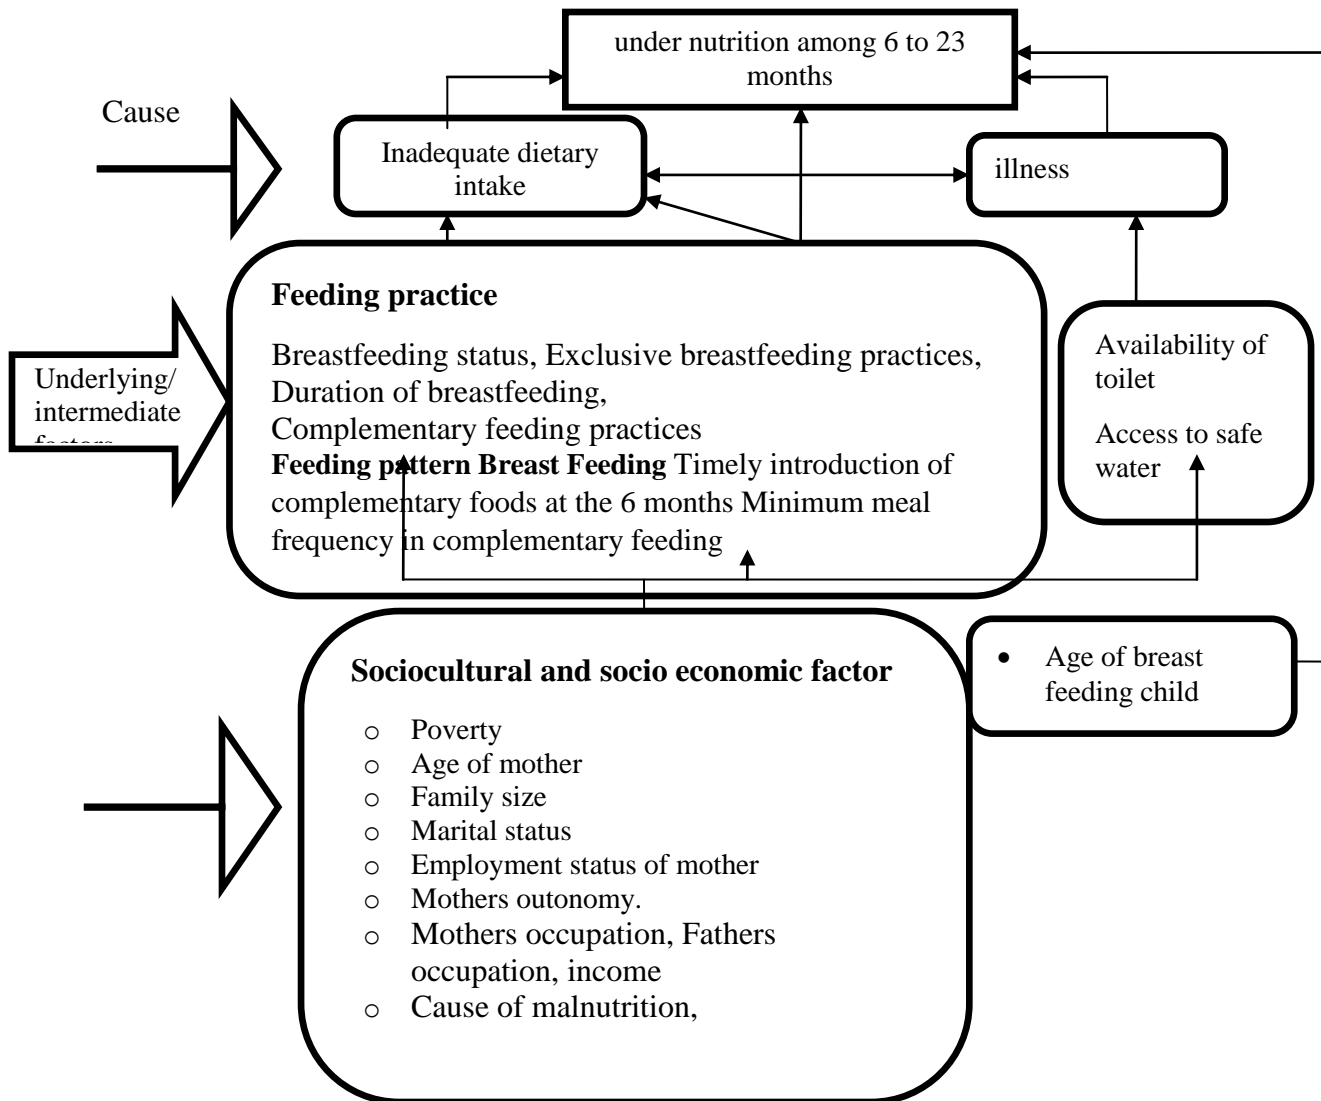 under nutrition among 6 to 23
months
Cause
Inadequate dietary
intake
illness
Feeding practice
Breastfeeding status, Exclusive breastfeeding practices,
Duration of breastfeeding,
Complementary feeding practices
Feeding pattern Breast Feeding Timely introduction of
complementary foods at the 6 months Minimum meal
frequency in complementary feeding
Underlying/
intermediate
factors
Availability of
toilet
Access to safe
water
Sociocultural and socio economic factor
Poverty
Age of mother
Family size
Marital status
Employment status of mother
Mothers outonomy.
Mothers occupation, Fathers
occupation, income
Cause of malnutrition,
Age of breast
feeding child